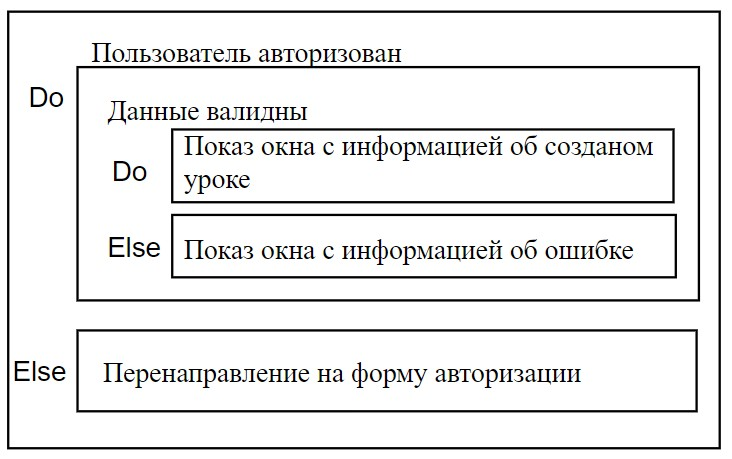 Пользователь авторизован
Do
Данные валидны
Показ окна с информацией об созданом
Do
уроке
Else
Показ окна с информацией об ошибке
Else
Перенаправление на форму авторизации